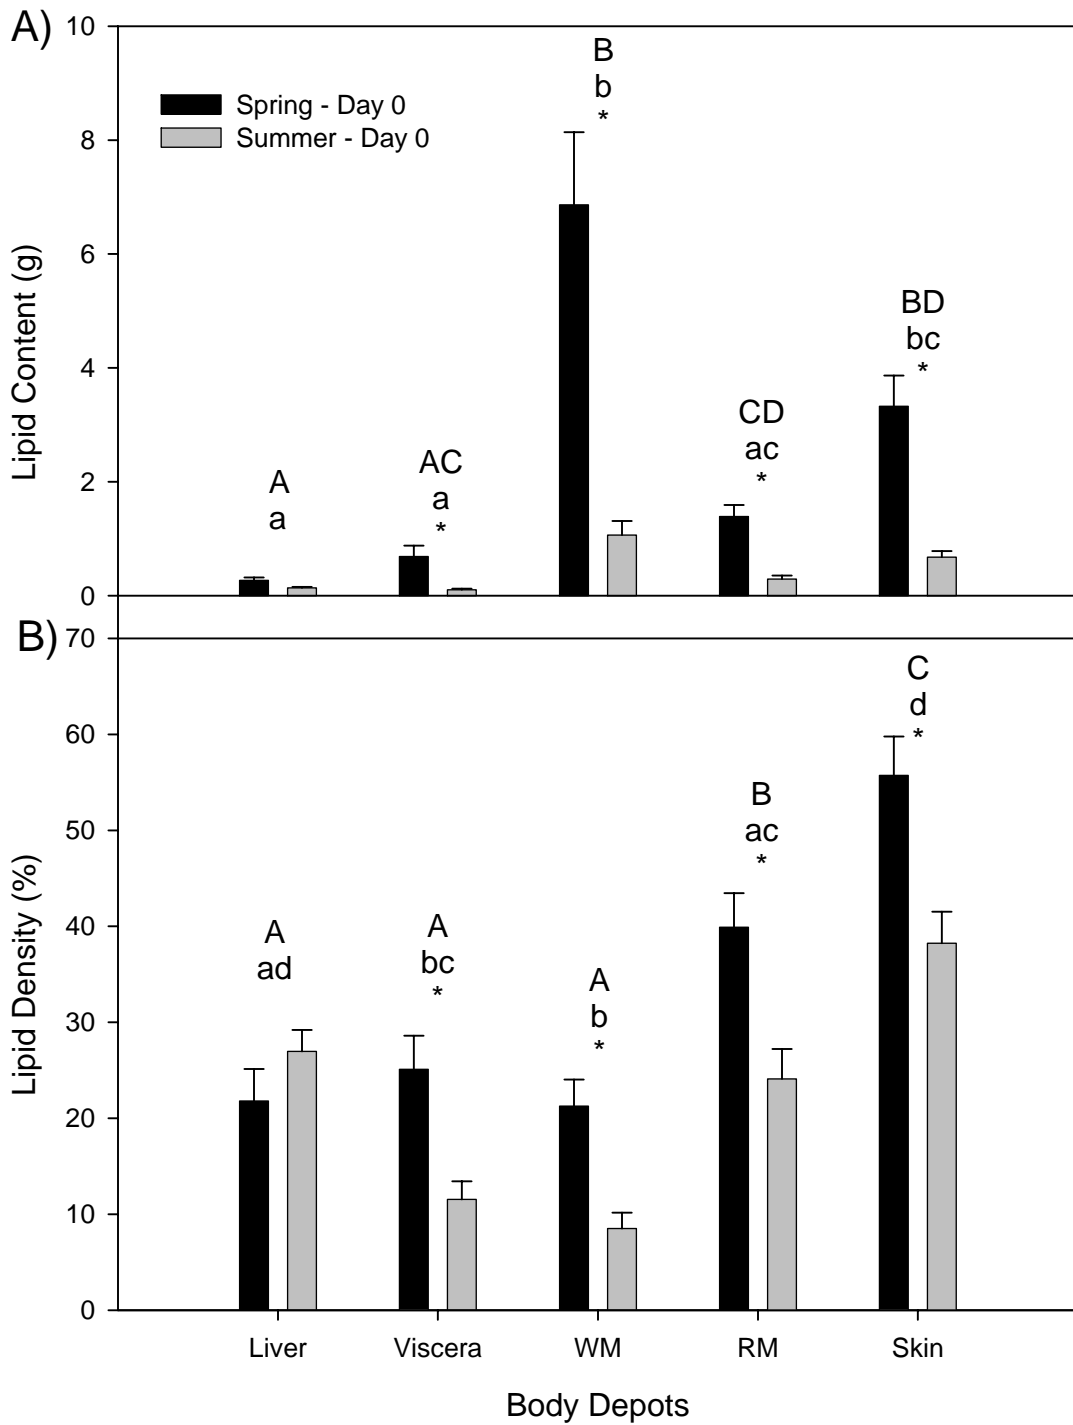 A)
10
8
6
4
2
0
Lipid Content (g)
Spring - Day 0
Summer - Day 0
A
a
AC
a
*
B
b
*
CD
ac
*
BD
bc
*
B)
70
60
50
40
30
20
10
0
Lipid Density (%)
A
ad
A
bc
*
A
b
*
B
ac
*
C
d
*
Liver Viscera WM RM Skin
Body Depots